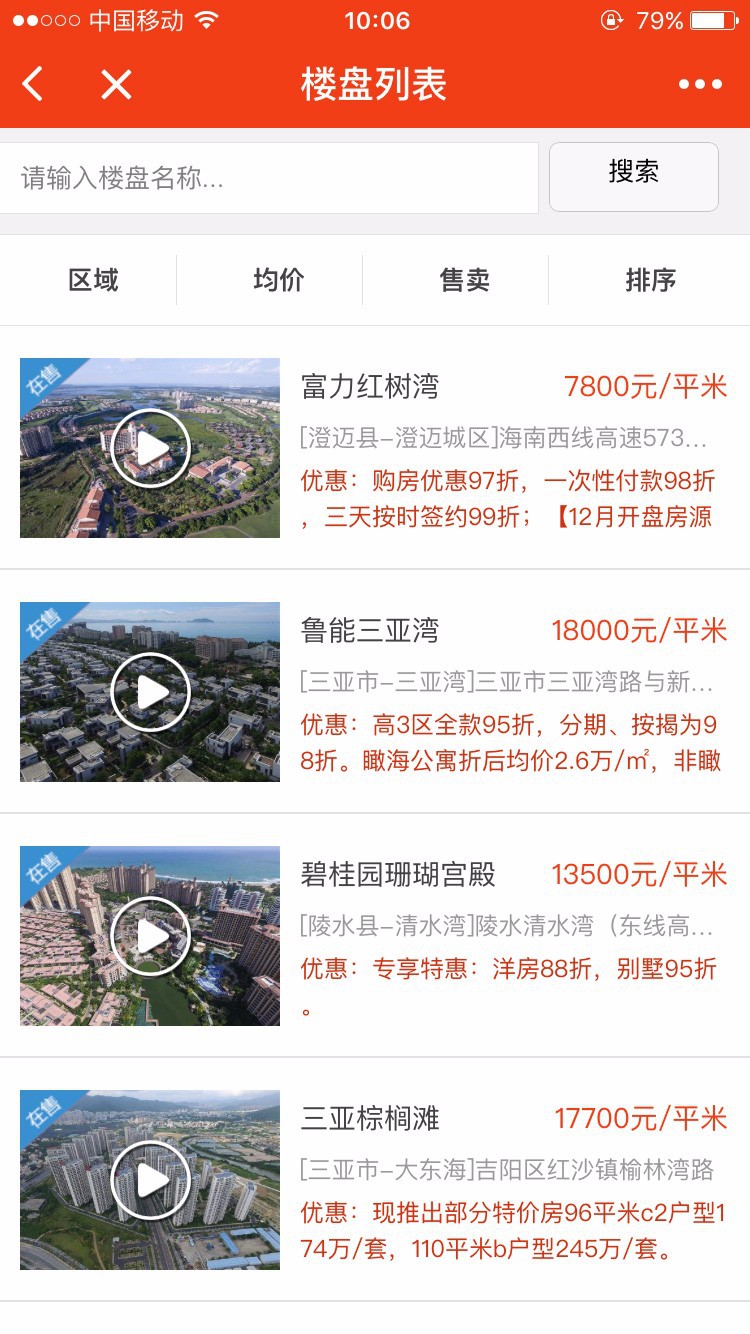 中国移动 10:06 79%
楼盘列表
请输入楼盘名称... 搜索
区域 均价 售卖 排序
在售
富力红树湾 7800元/平米
[澄迈县-澄迈城区]海南西线高速573...
优惠：购房优惠97折，一次性付款98折
，三天按时签约99折；【12月开盘房源
在售
鲁能三亚湾 18000元/平米
[三亚市-三亚湾]三亚市三亚湾路与新...
优惠：高3区全款95折，分期、按揭为9
8折。瞰海公寓折后均价2.6万/㎡，非瞰
在售
碧桂园珊瑚宫殿 13500元/平米
[陵水县-清水湾]陵水清水湾（东线高...
优惠：专享特惠：洋房88折，别墅95折
。
在售
三亚棕榈滩 17700元/平米
[三亚市-大东海]吉阳区红沙镇榆林湾路
优惠：现推出部分特价房96平米c2户型1
74万/套，110平米b户型245万/套。